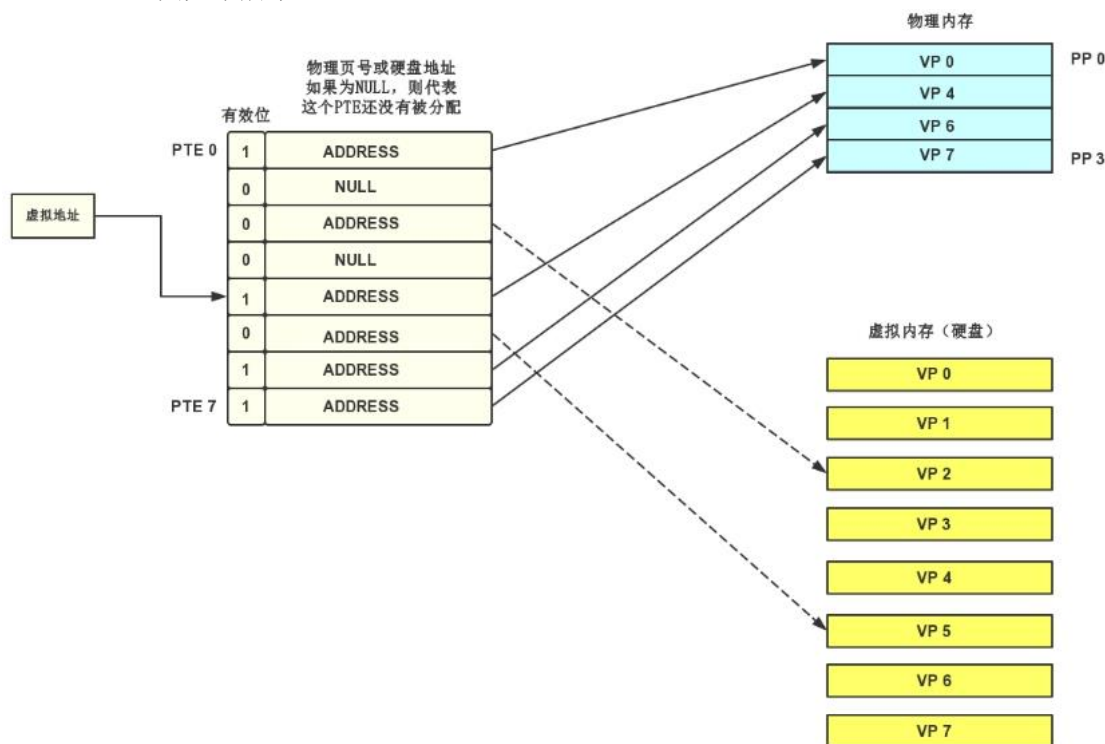 物理内存
VP 0
PP 0
VP 4
VP 6
VP 7
PP 3
物理页号或硬盘地址
如果为NULL，则代表
这个PTE还没有被分配
有效位
PTE 0
1
ADDRESS
0
NULL
0
ADDRESS
0
NULL
1
ADDRESS
0
ADDRESS
1
ADDRESS
PTE 7
1
ADDRESS
虚拟地址
虚拟内存（硬盘）
VP 0
VP 1
VP 2
VP 3
VP 4
VP 5
VP 6
VP 7